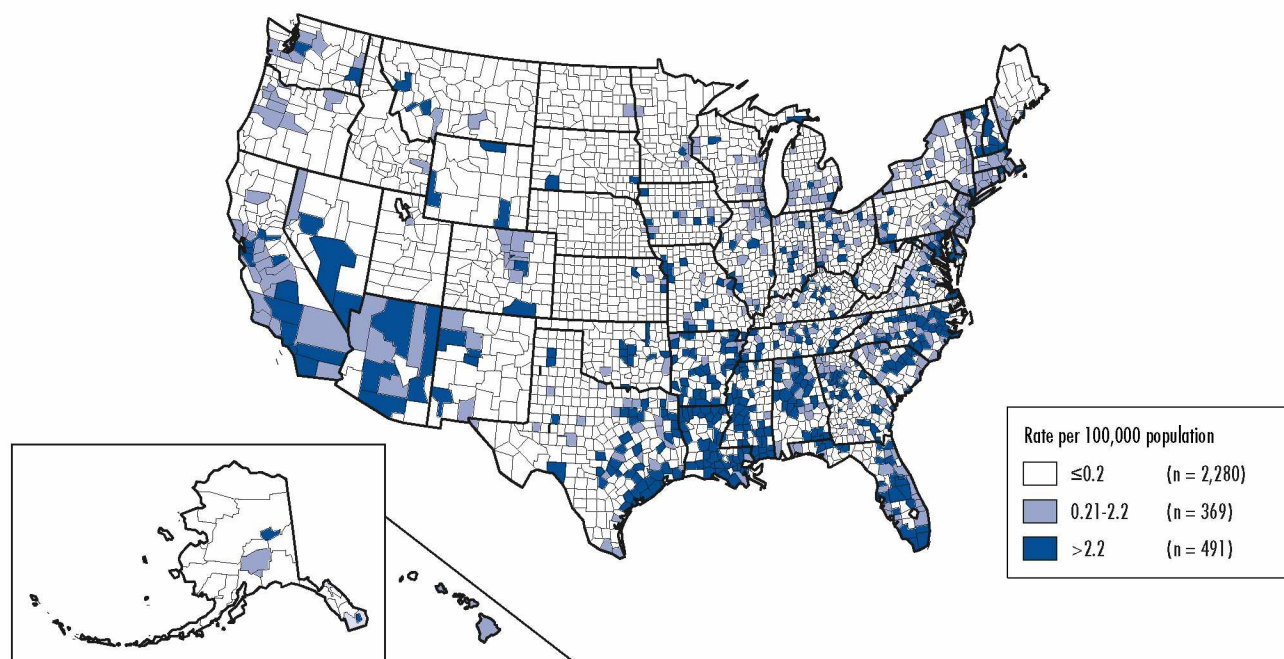 Rate per 100,000 population
≤0.2 (n = 2,280)
0.21-2.2 (n = 369)
>2.2 (n = 491)